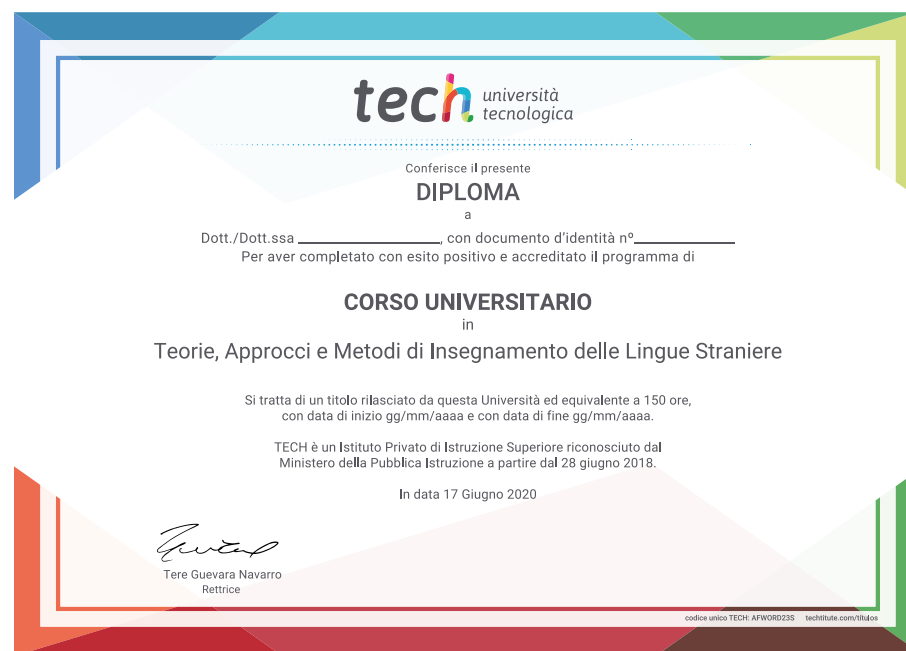 tech università
tecnologica
Conferisce il presente
DIPLOMA
a
Dott./Dott.ssa ________________, con documento d'identità nº____________
Per aver completato con esito positivo e accreditato il programma di
CORSO UNIVERSITARIO
in
Teorie, Approcci e Metodi di Insegnamento delle Lingue Straniere
Si tratta di un titolo rilasciato da questa Università ed equivalente a 150 ore,
con data di inizio gg/mm/aaaa e con data di fine gg/mm/aaaa.
TECH è un Istituto Privato di Istruzione Superiore riconosciuto dal
Ministero della Pubblica Istruzione a partire dal 28 giugno 2018.
In data 17 Giugno 2020
Tere Guevara Navarro
Rettrice
codice unico TECH: AFWORD23S techtitute.com/titulos